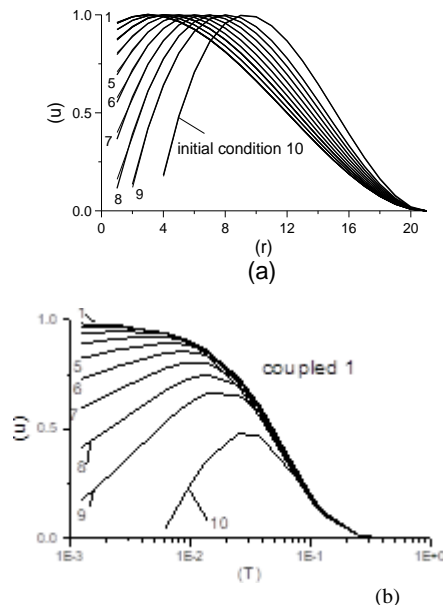 1.0
1
(u)
0.5
5
6
7
8
9
initial condition 10
0.0
0 4 8 12 16 20
(r)
(a)
1.0
1
coupled 1
(u)
0.5
5
6
7
8
9
10
0.0
1E-3 1E-2 1E-1 1E+0
(T)
(b)